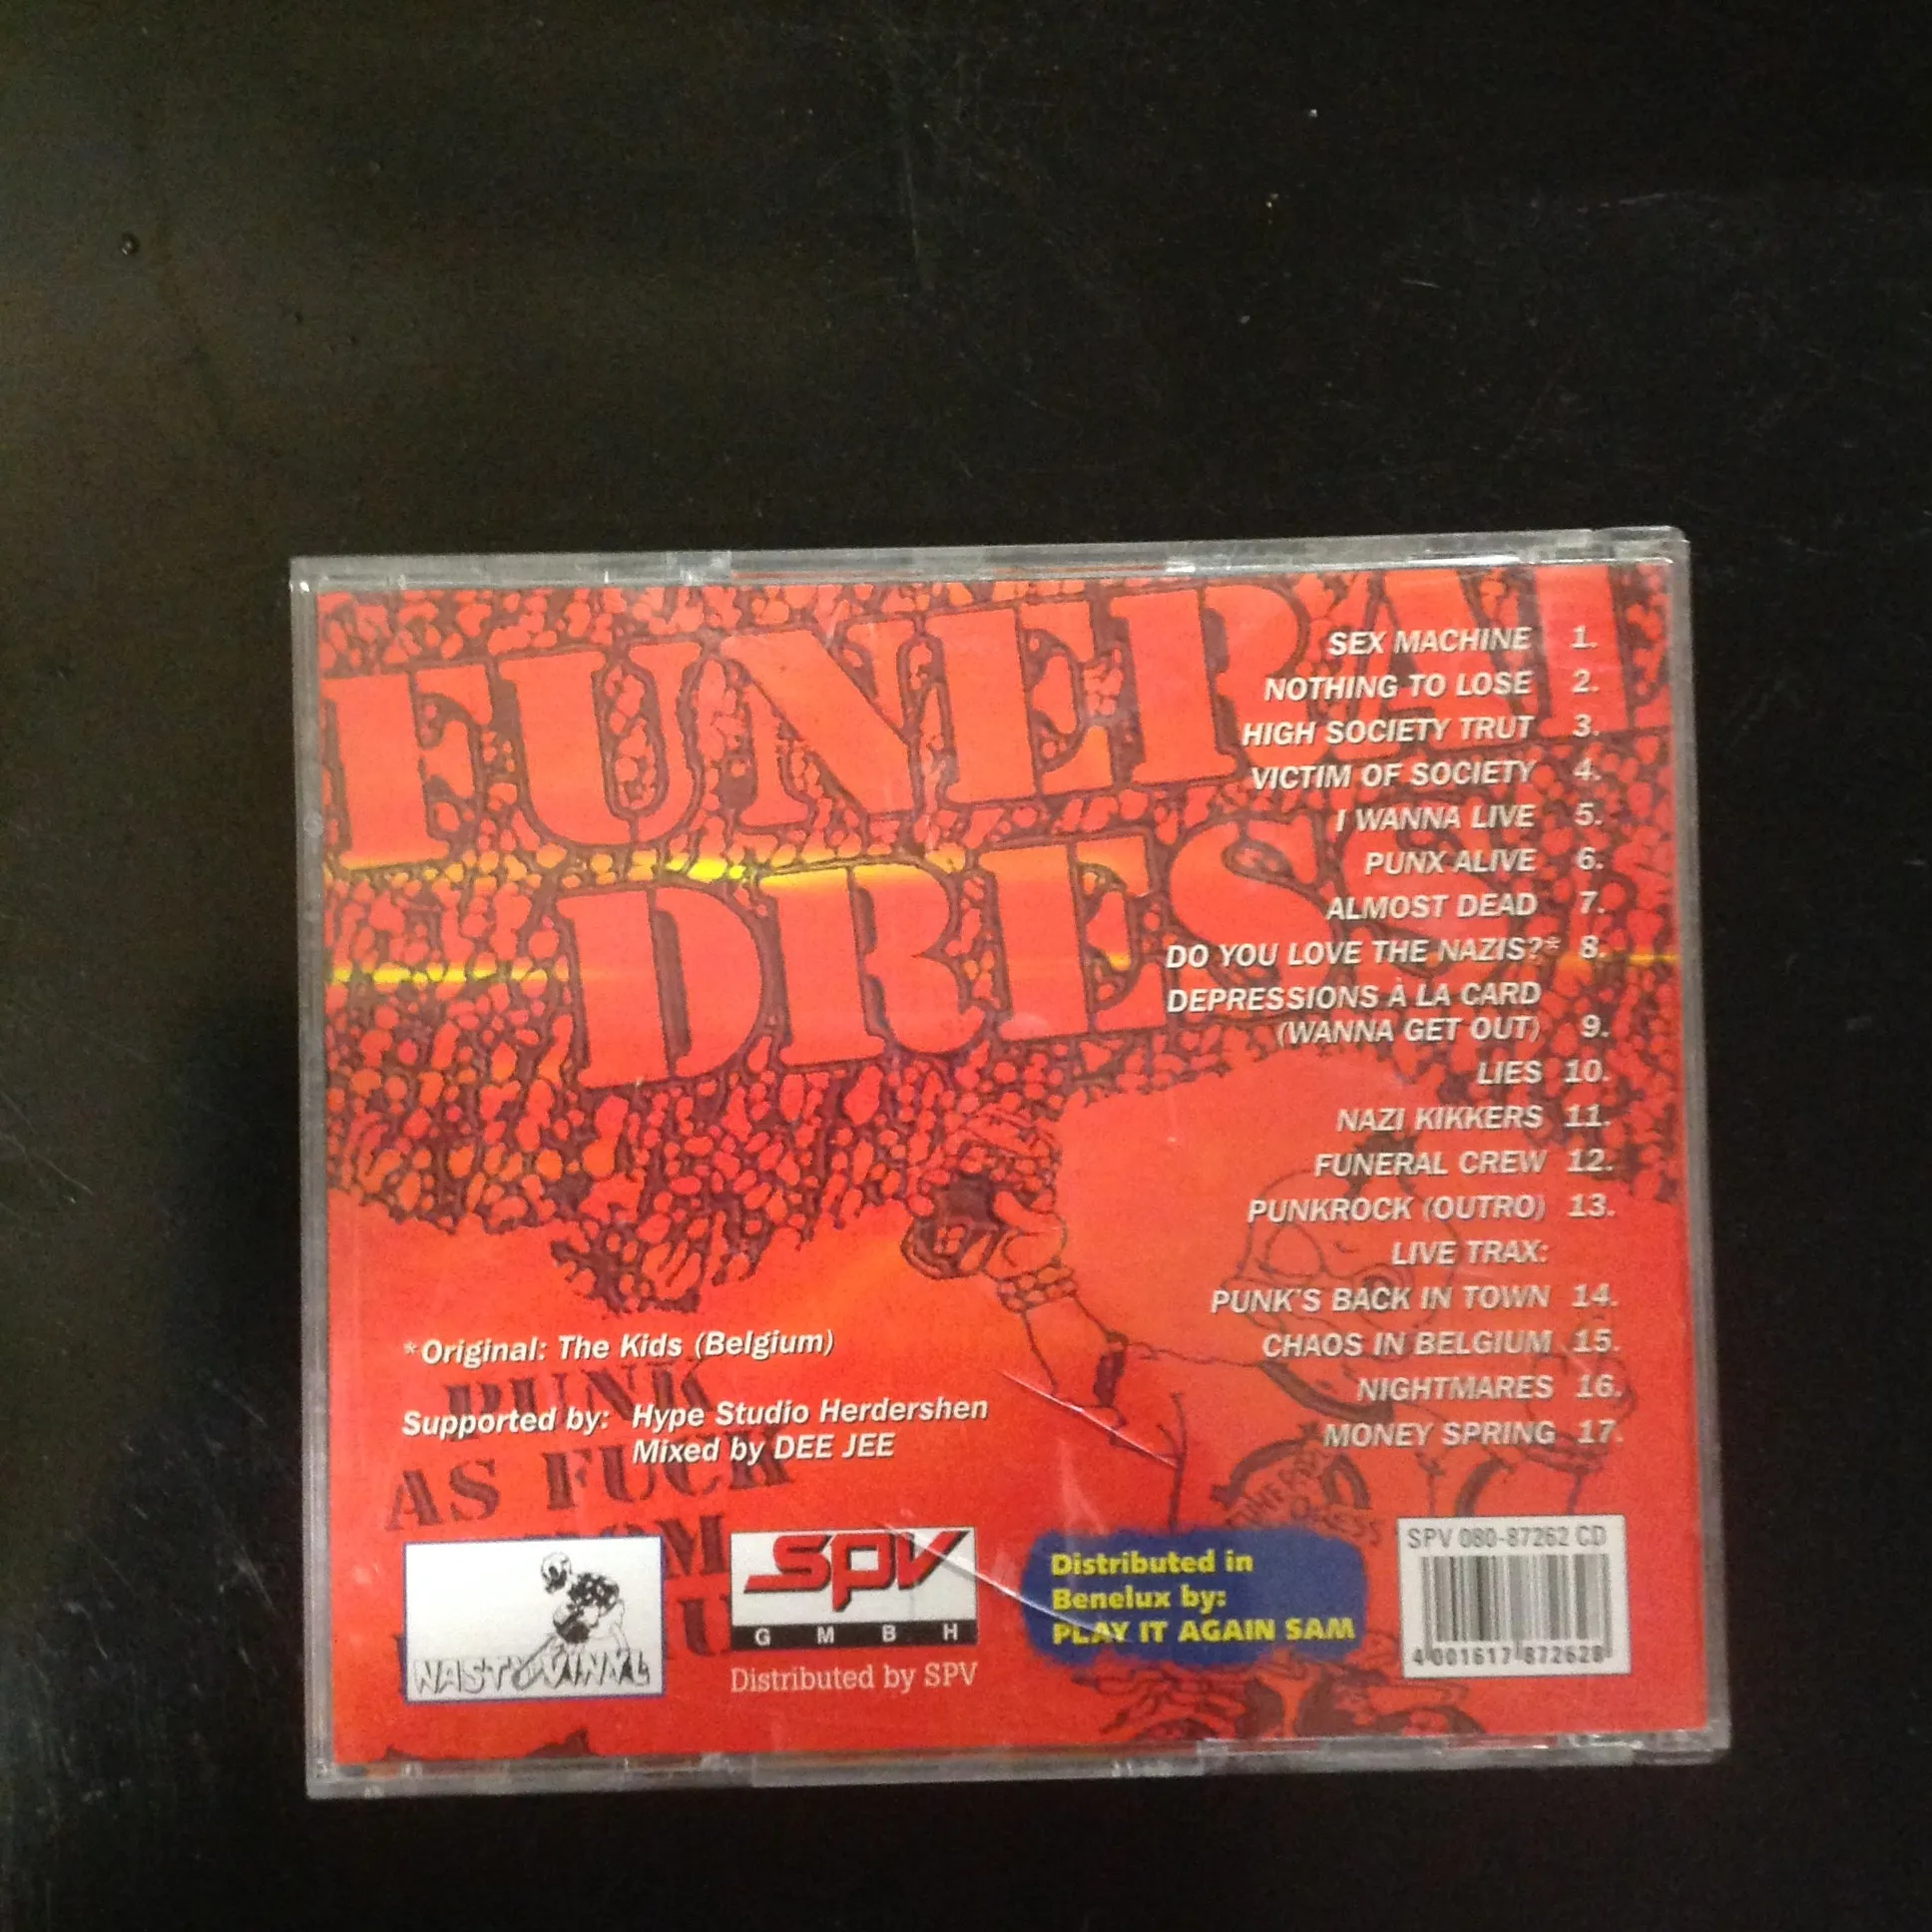 FUNERAL
DRESS
SEX MACHINE 1.
NOTHING TO LOSE 2.
HIGH SOCIETY TRUT 3.
VICTIM OF SOCIETY 4.
I WANNA LIVE 5.
PUNX ALIVE 6.
ALMOST DEAD 7.
DO YOU LOVE THE NAZIS?* 8.
DEPRESSIONS À LA CARD
(WANNA GET OUT) 9.
LIES 10.
NAZI KIKKERS 11.
FUNERAL CREW 12.
PUNKROCK (OUTRO) 13.
LIVE TRAX:
PUNK'S BACK IN TOWN 14.
CHAOS IN BELGIUM 15.
NIGHTMARES 16.
MONEY SPRING 17.
*Original: The Kids (Belgium)
PUNK
Supported by: Hype Studio Herdershen
Mixed by DEE JEE
AS FUCK
NASTY VINYL
spv
GMBH
Distributed by SPV
Distributed in
Benelux by:
PLAY IT AGAIN SAM
SPV 080-87262 CD
4 001617 872628